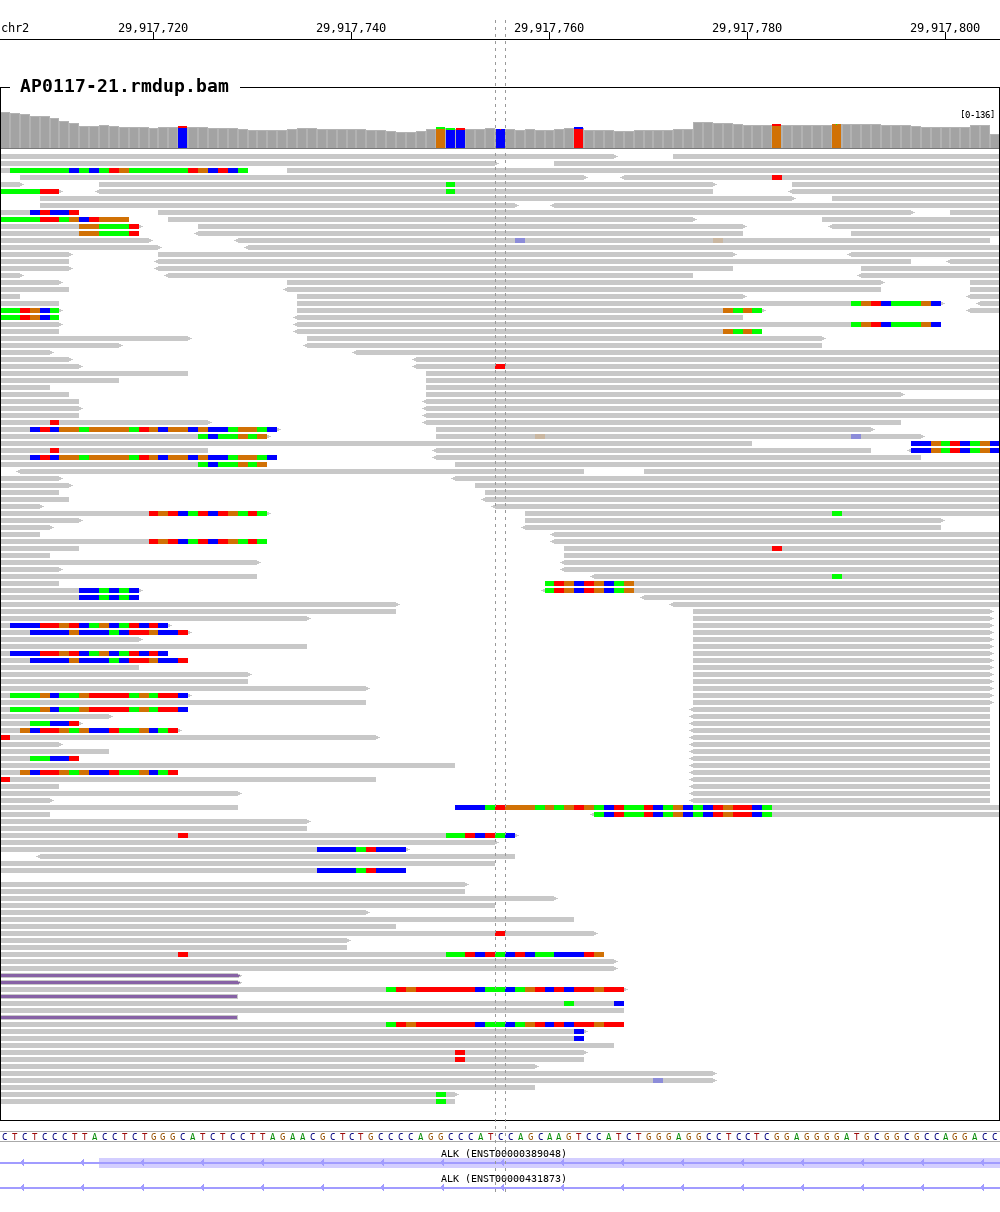 chr2 29,917,720 29,917,740 29,917,760 29,917,780 29,917,800
AP0117-21.rmdup.bam
[0-136]
CTCTCCCTTACCTCTGGGCATCTCCTTAGAACGCTCTGCCCCAGGCCCATCCAGCAAGTCCATCTGGGAGGCCTCCTCGGAGGGGATGCGGCGCCAGGACC
ALK (ENST00000389048)
ALK (ENST00000431873)